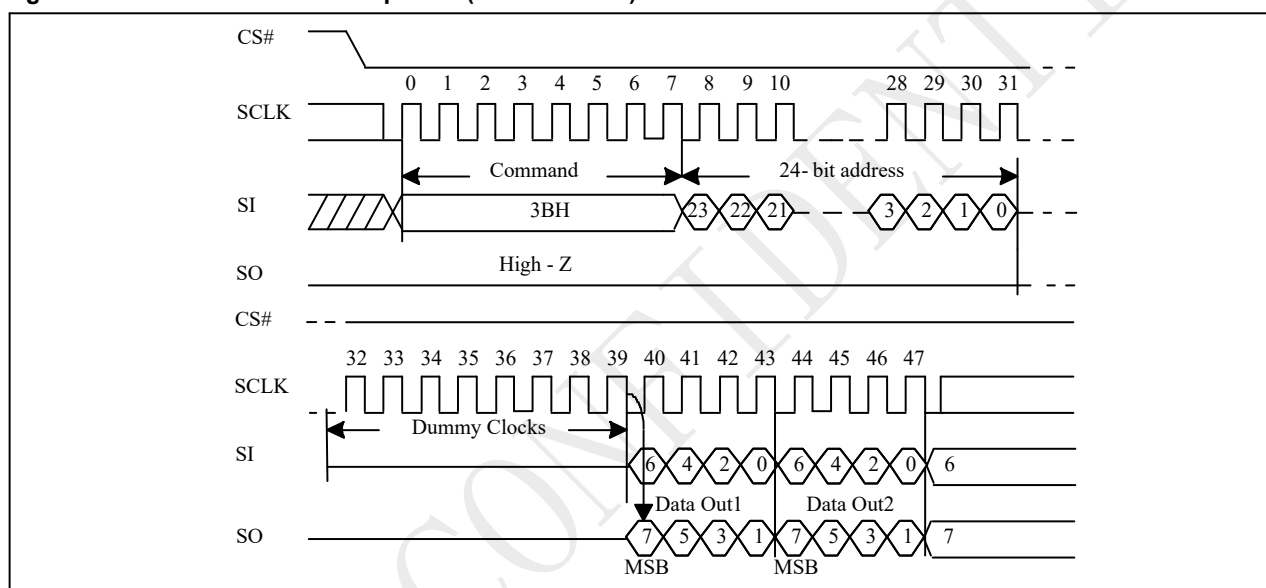 CS#
0 1 2 3 4 5 6 7 8 9 10 28 29 30 31
SCLK
Command 24- bit address
SI 3BH 23 22 21 3 2 1 0
High - Z
SO
CS#
32 33 34 35 36 37 38 39 40 41 42 43 44 45 46 47
SCLK
Dummy Clocks
SI 6 4 2 0 6 4 2 0 6
Data Out1 Data Out2
SO 7 5 3 1 7 5 3 1 7
MSB MSB